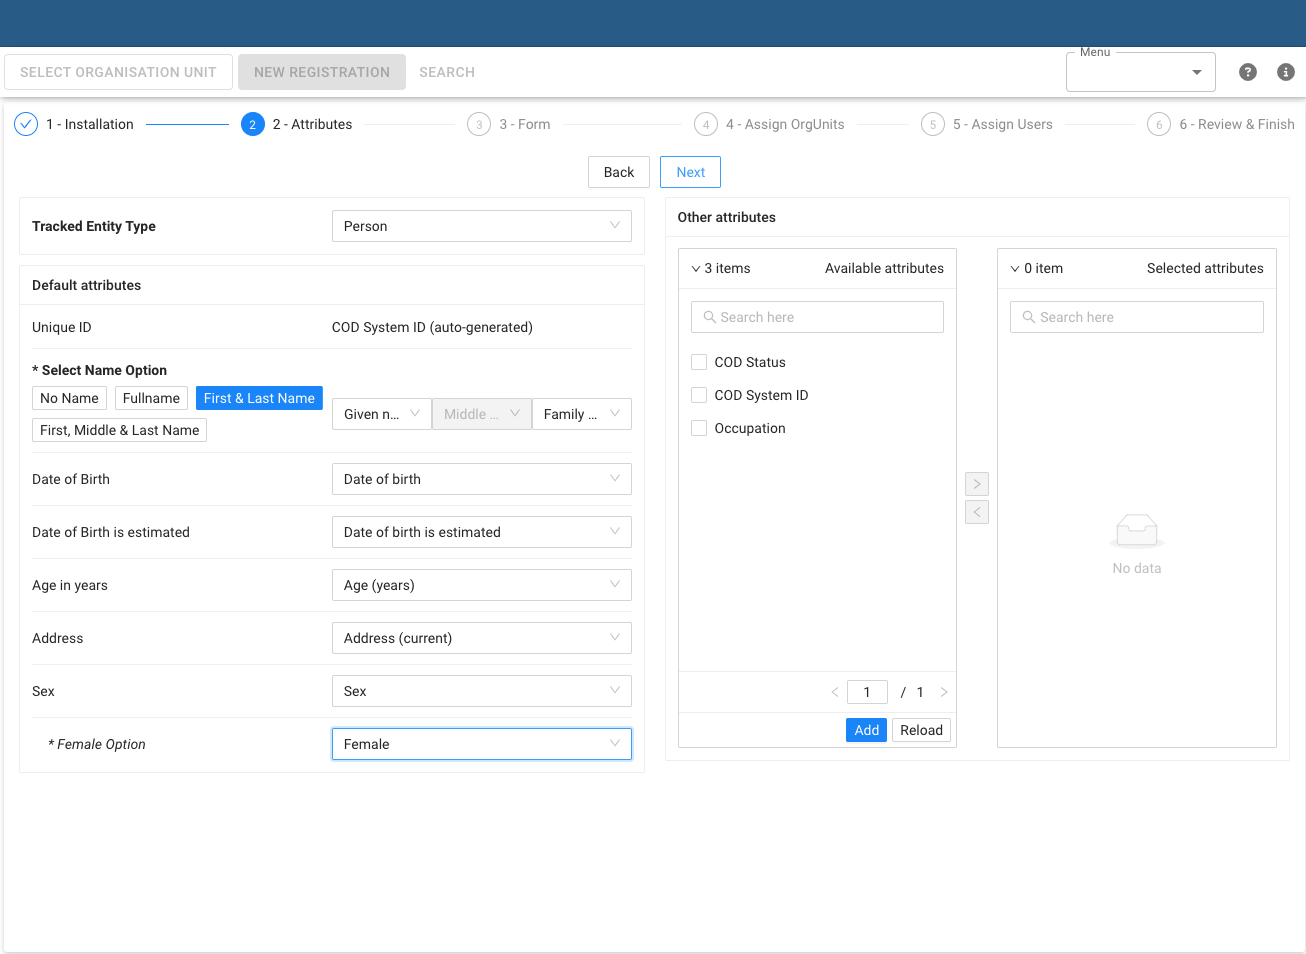 Menu
SELECT ORGANISATION UNIT NEW REGISTRATION SEARCH
1 - Installation 2 2 - Attributes 3 3 - Form 4 4 - Assign OrgUnits 5 5 - Assign Users 6 6 - Review & Finish
Back Next
Tracked Entity Type Person
Default attributes
Unique ID COD System ID (auto-generated)
* Select Name Option
No Name Fullname First & Last Name
First, Middle & Last Name
Given n... Middle ... Family ...
Date of Birth Date of birth
Date of Birth is estimated Date of birth is estimated
Age in years Age (years)
Address Address (current)
Sex Sex
* Female Option Female
Other attributes
3 items Available attributes
Search here
COD Status
COD System ID
Occupation
1 / 1
Add Reload
0 item Selected attributes
Search here
No data